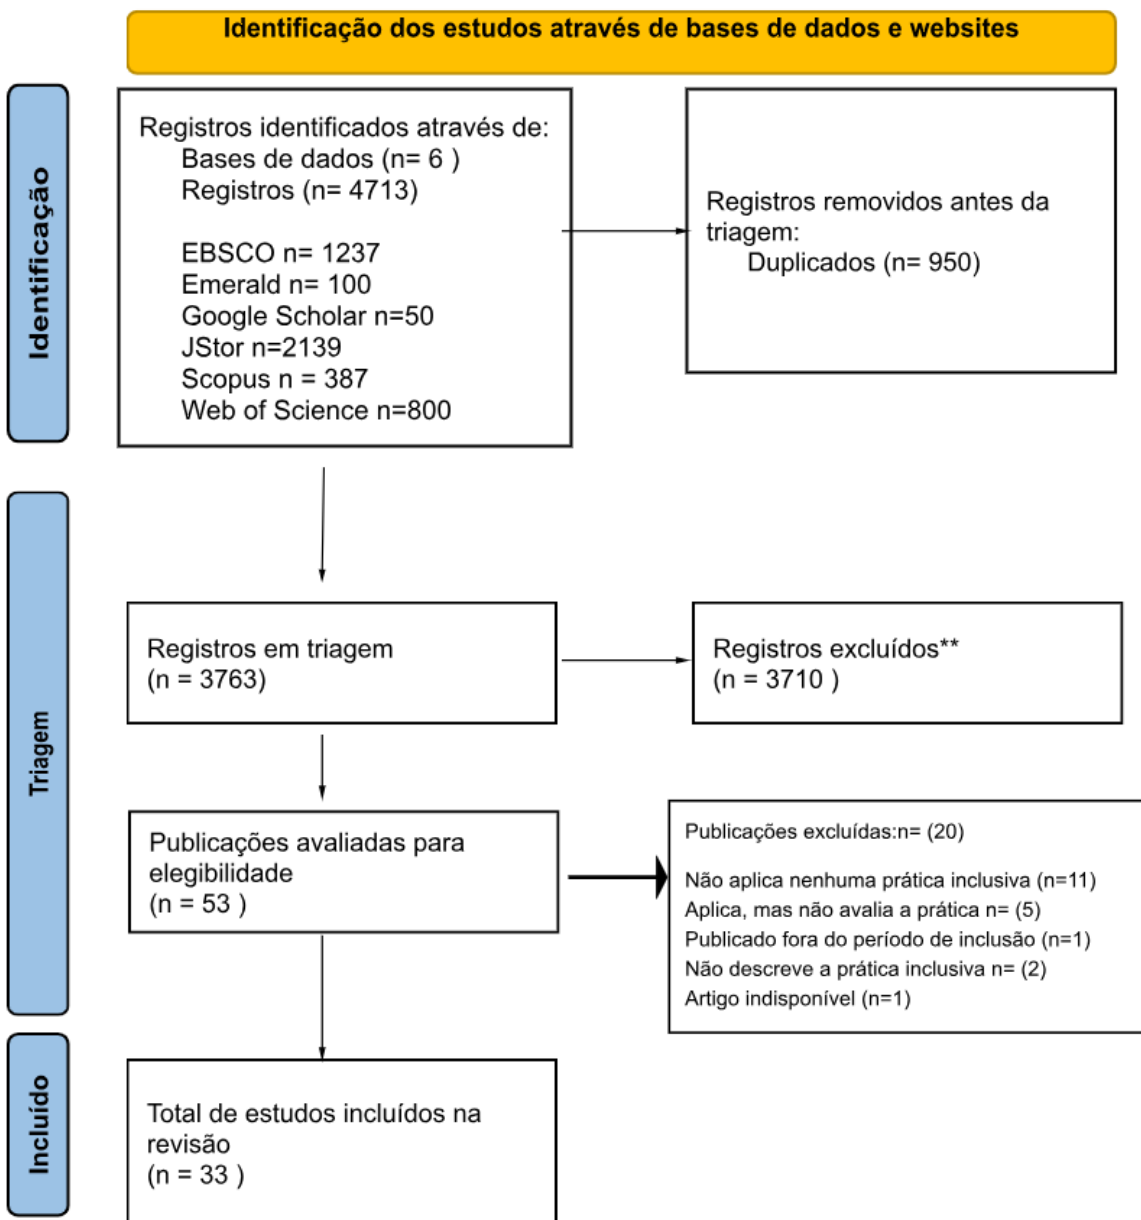 Identificação dos estudos através de bases de dados e websites
Identificação
Registros identificados através de:
Bases de dados (n= 6 )
Registros (n= 4713)
EBSCO n= 1237
Emerald n= 100
Google Scholar n=50
JStor n=2139
Scopus n = 387
Web of Science n=800
Registros removidos antes da
triagem:
Duplicados (n= 950)
Triagem
Registros em triagem
(n = 3763)
Registros excluídos**
(n = 3710 )
Publicações avaliadas para
elegibilidade
(n = 53 )
Publicações excluídas:n= (20)
Não aplica nenhuma prática inclusiva (n=11)
Aplica, mas não avalia a prática n= (5)
Publicado fora do período de inclusão (n=1)
Não descreve a prática inclusiva n= (2)
Artigo indisponível (n=1)
Incluído
Total de estudos incluídos na
revisão
(n = 33 )